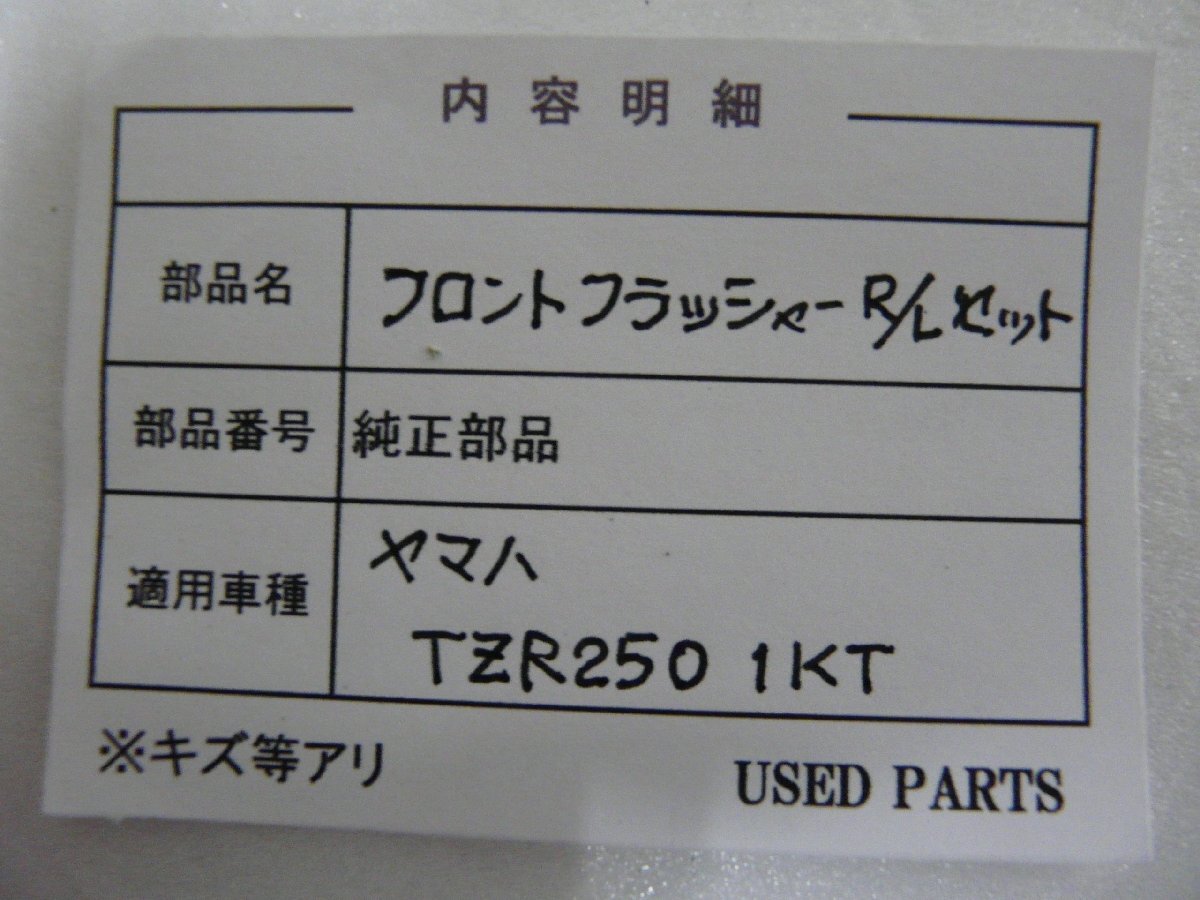 内容明細
部品名 フロントフラッシャー R/Lセット
部品番号 純正部品
適用車種 ヤマハ
TZR250 1KT
※キズ等アリ USED PARTS